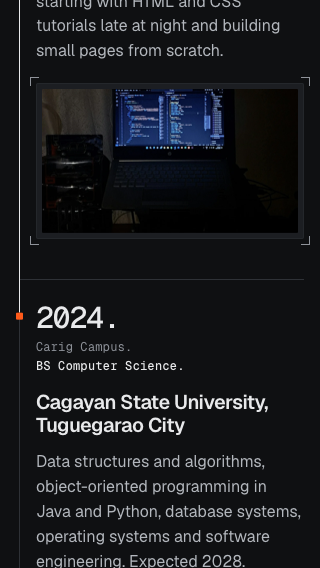 starting with HTML and CSS
tutorials late at night and building
small pages from scratch.
2024.
Carig Campus.
BS Computer Science.
Cagayan State University,
Tuguegarao City
Data structures and algorithms,
object-oriented programming in
Java and Python, database systems,
operating systems and software
engineering. Expected 2028.